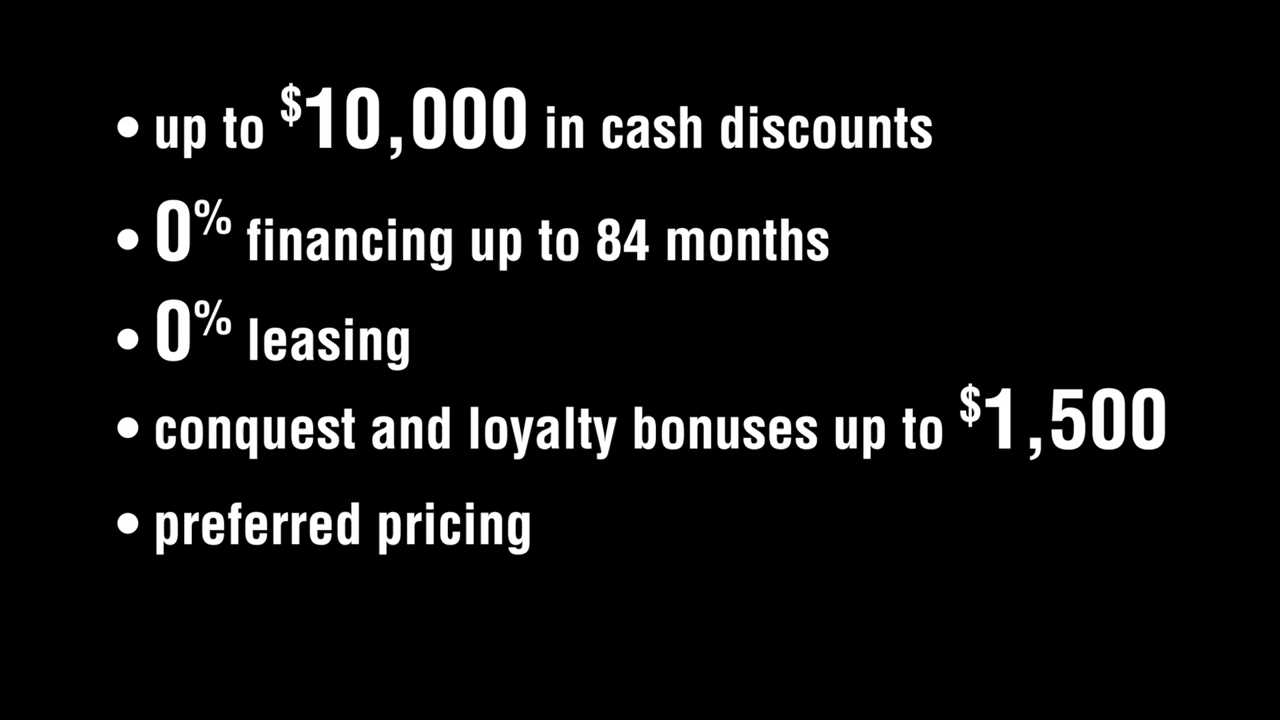 • up to $10,000 in cash discounts
• 0% financing up to 84 months
• 0% leasing
• conquest and loyalty bonuses up to $1,500
• preferred pricing